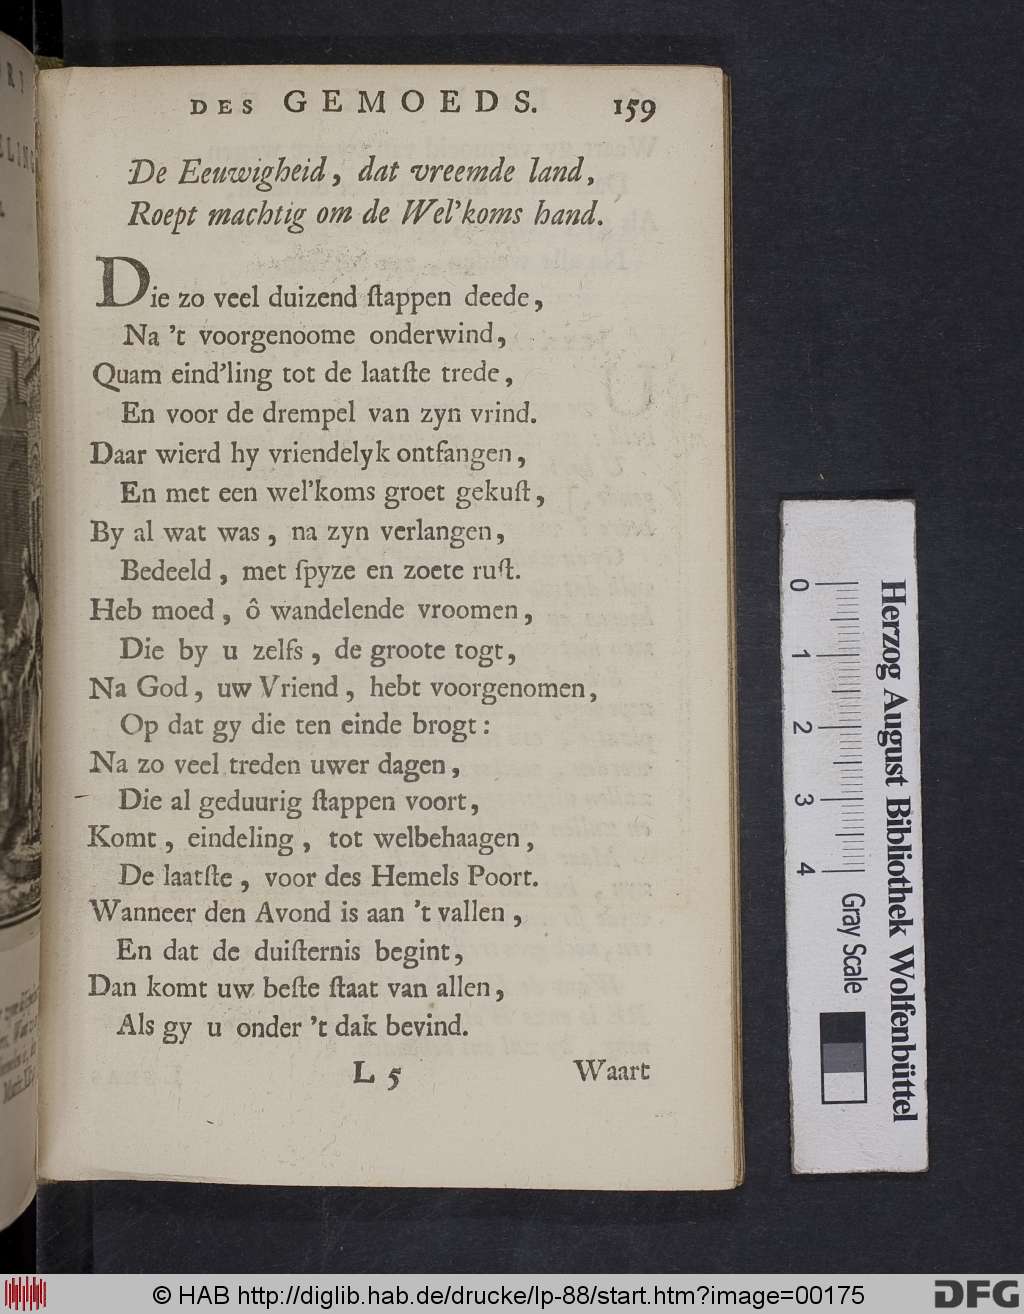 DES GEMOEDS. 159
De Eeuwigheid, dat vreemde land,
Roept machtig om de Wel'koms hand.
Die zo veel duizend ſtappen deede,
Na 't voorgenoome onderwind,
Quam eind'ling tot de laatſte trede,
En voor de drempel van zyn vrind.
Daar wierd hy vriendelyk ontfangen,
En met een wel'koms groet gekuſt,
By al wat was, na zyn verlangen,
Bedeeld, met ſpyze en zoete ruſt.
Heb moed, ô wandelende vroomen,
Die by u zelfs, de groote togt,
Na God, uw Vriend, hebt voorgenomen,
Op dat gy die ten einde brogt:
Na zo veel treden uwer dagen,
Die al geduurig ſtappen voort,
Komt, eindeling, tot welbehaagen,
De laatſte, voor des Hemels Poort.
Wanneer den Avond is aan 't vallen,
En dat de duiſternis begint,
Dan komt uw beſte ſtaat van allen,
Als gy u onder 't dak bevind.
L 5 Waart
0 1 2 3 4
Gray Scale
Herzog August Bibliothek Wolfenbüttel
© HAB http://diglib.hab.de/drucke/lp-88/start.htm?image=00175
DFG